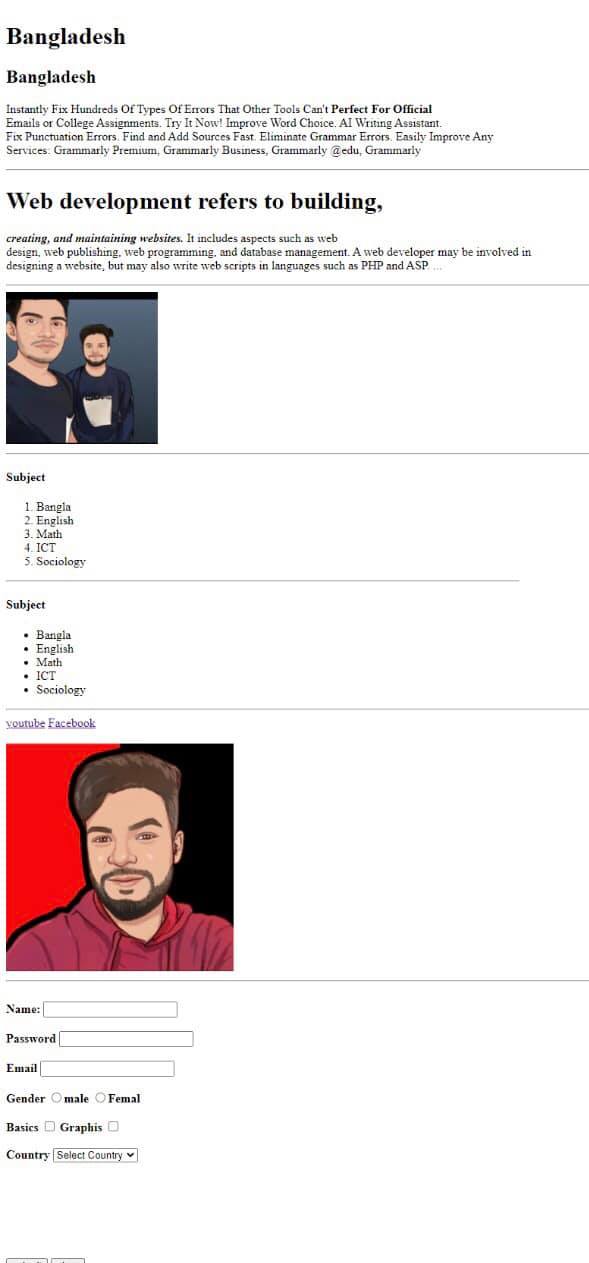 Bangladesh
Bangladesh
Instantly Fix Hundreds Of Types Of Errors That Other Tools Can't Perfect For Official
Emails or College Assignments. Try It Now! Improve Word Choice. AI Writing Assistant.
Fix Punctuation Errors. Find and Add Sources Fast. Eliminate Grammar Errors. Easily Improve Any
Services: Grammarly Premium, Grammarly Business, Grammarly @edu, Grammarly
Web development refers to building,
creating, and maintaining websites. It includes aspects such as web
design, web publishing, web programming, and database management. A web developer may be involved in
designing a website, but may also write web scripts in languages such as PHP and ASP. ...
Subject
1. Bangla
2. English
3. Math
4. ICT
5. Sociology
Subject
• Bangla
• English
• Math
• ICT
• Sociology
youtube Facebook
Name:
Password
Email
Gender male Femal
Basics Graphis
Country Select Country